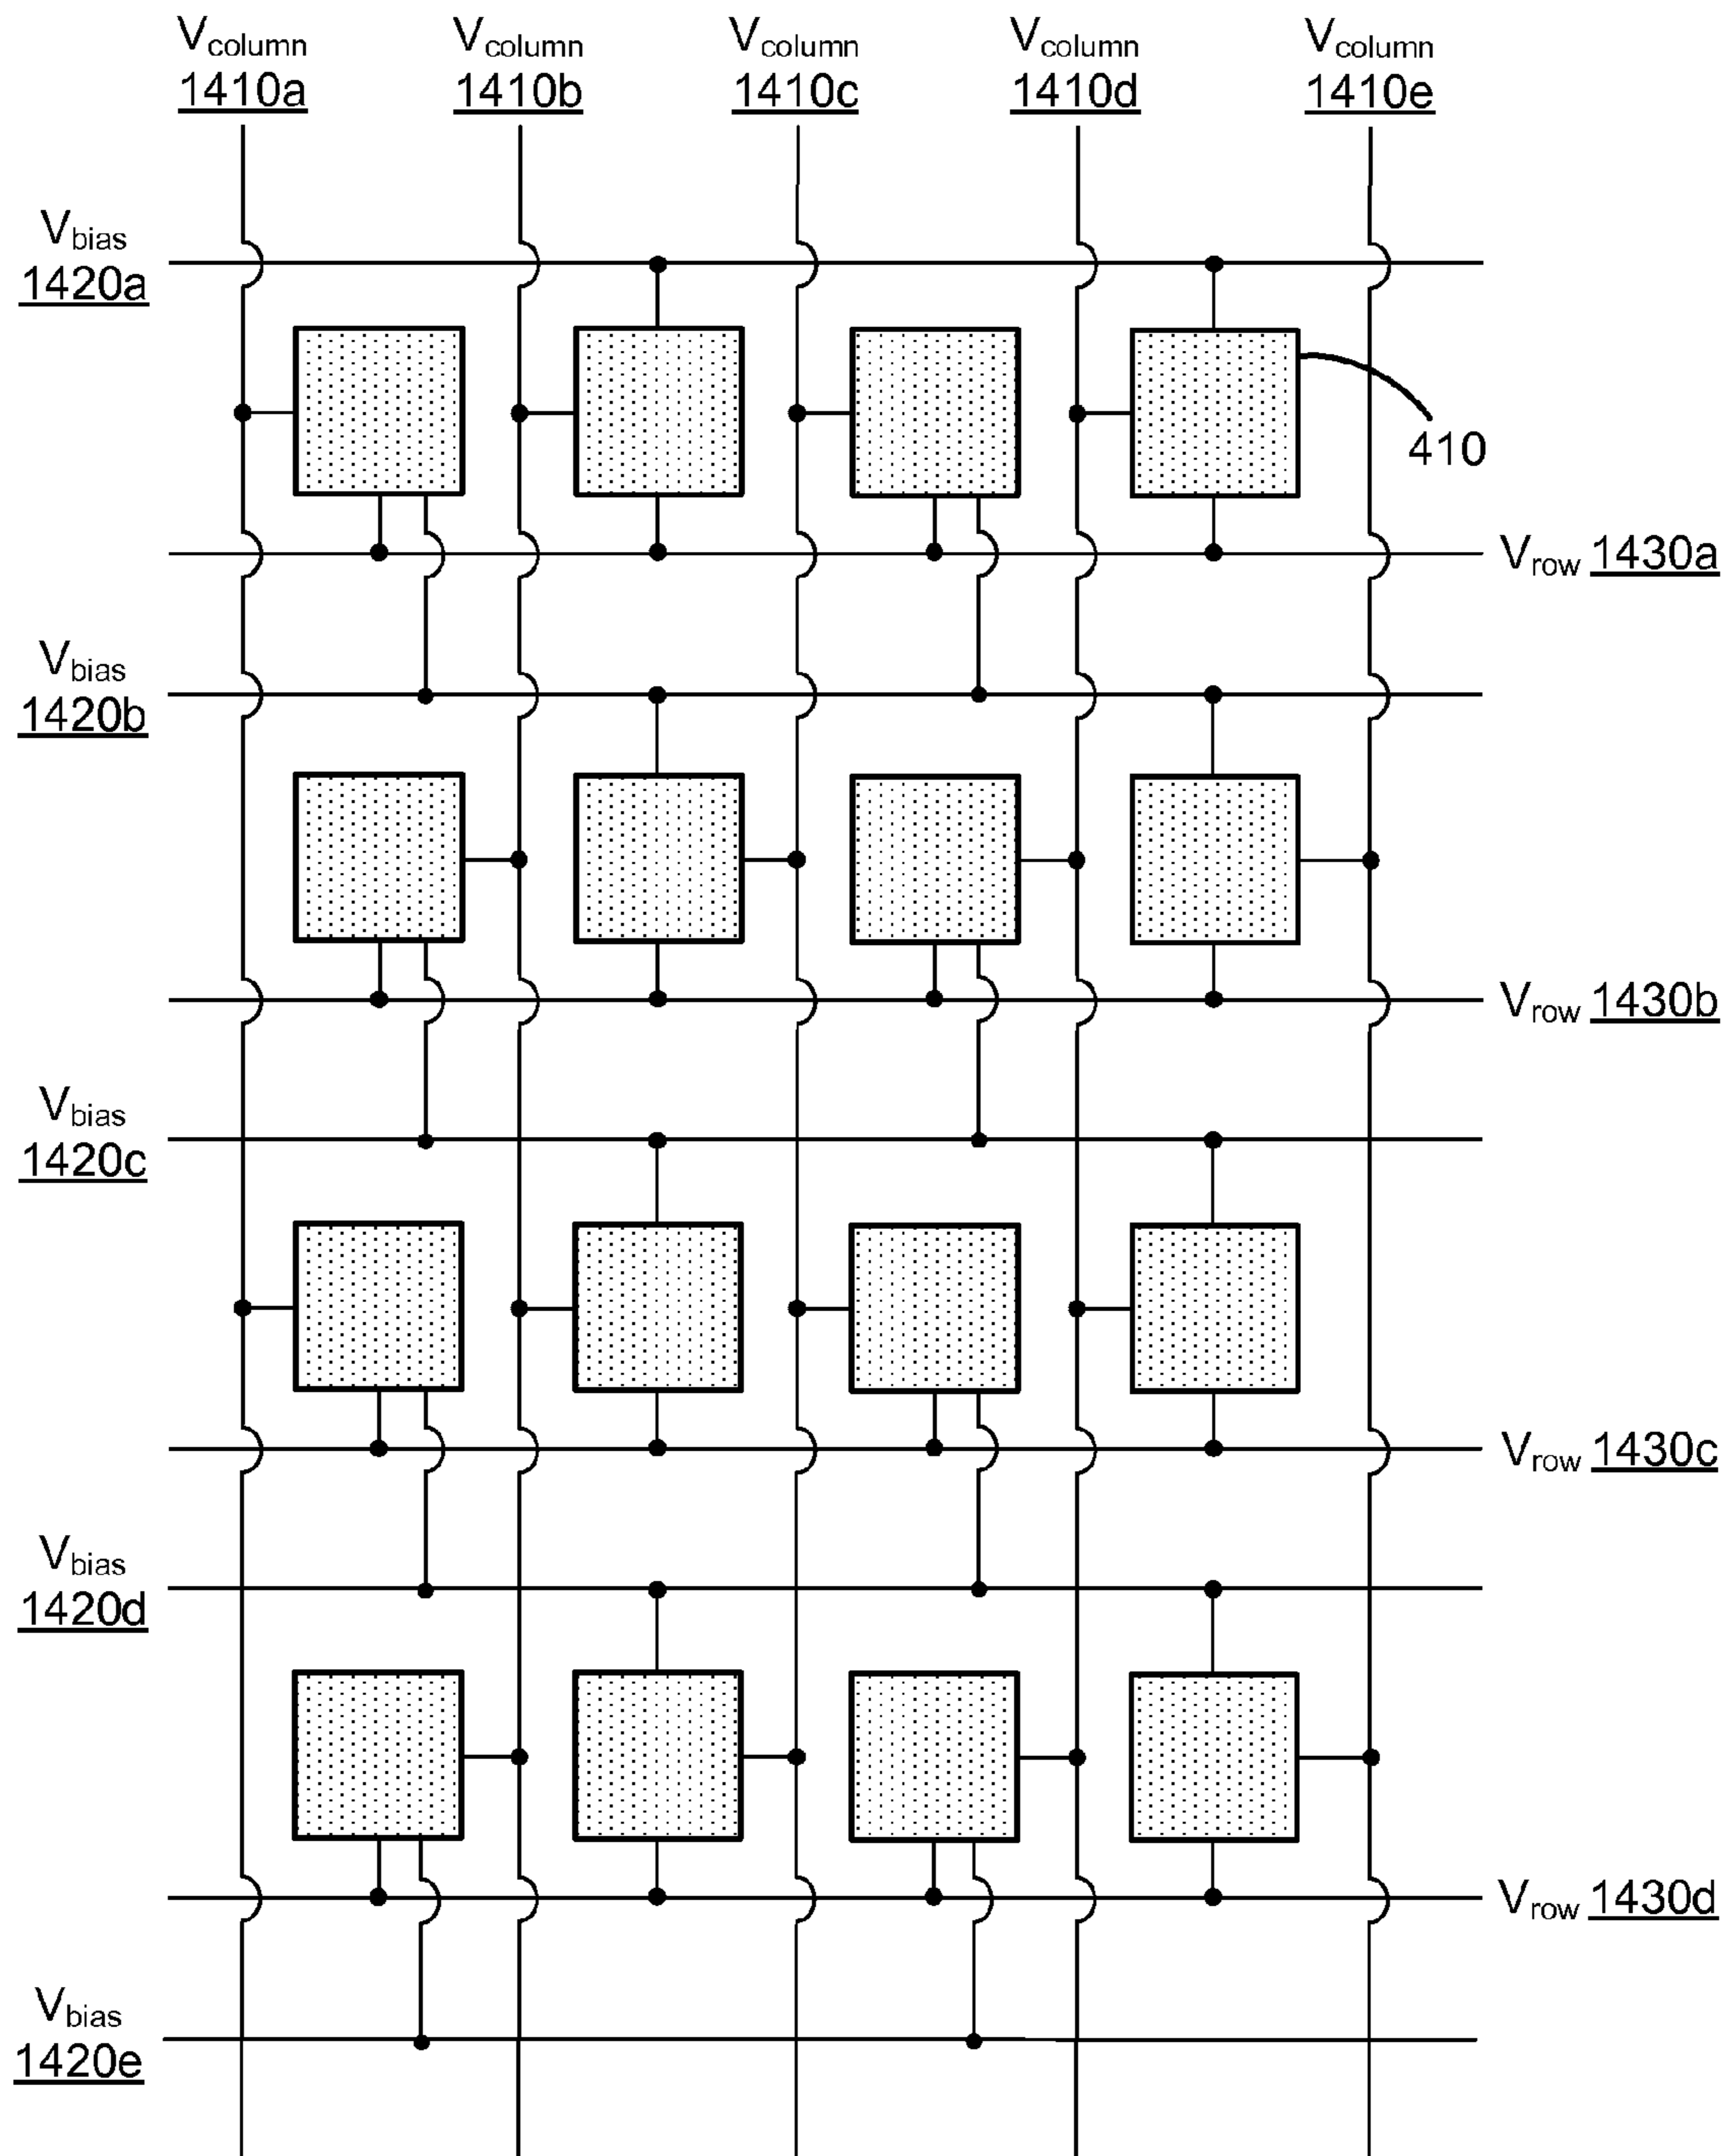 Vcolumn Vcolumn Vcolumn Vcolumn Vcolumn
1410a 1410b 1410c 1410d 1410e
Vbias
1420a
410
Vrow 1430a
Vbias
1420b
Vrow 1430b
Vbias
1420c
Vrow 1430c
Vbias
1420d
Vrow 1430d
Vbias
1420e